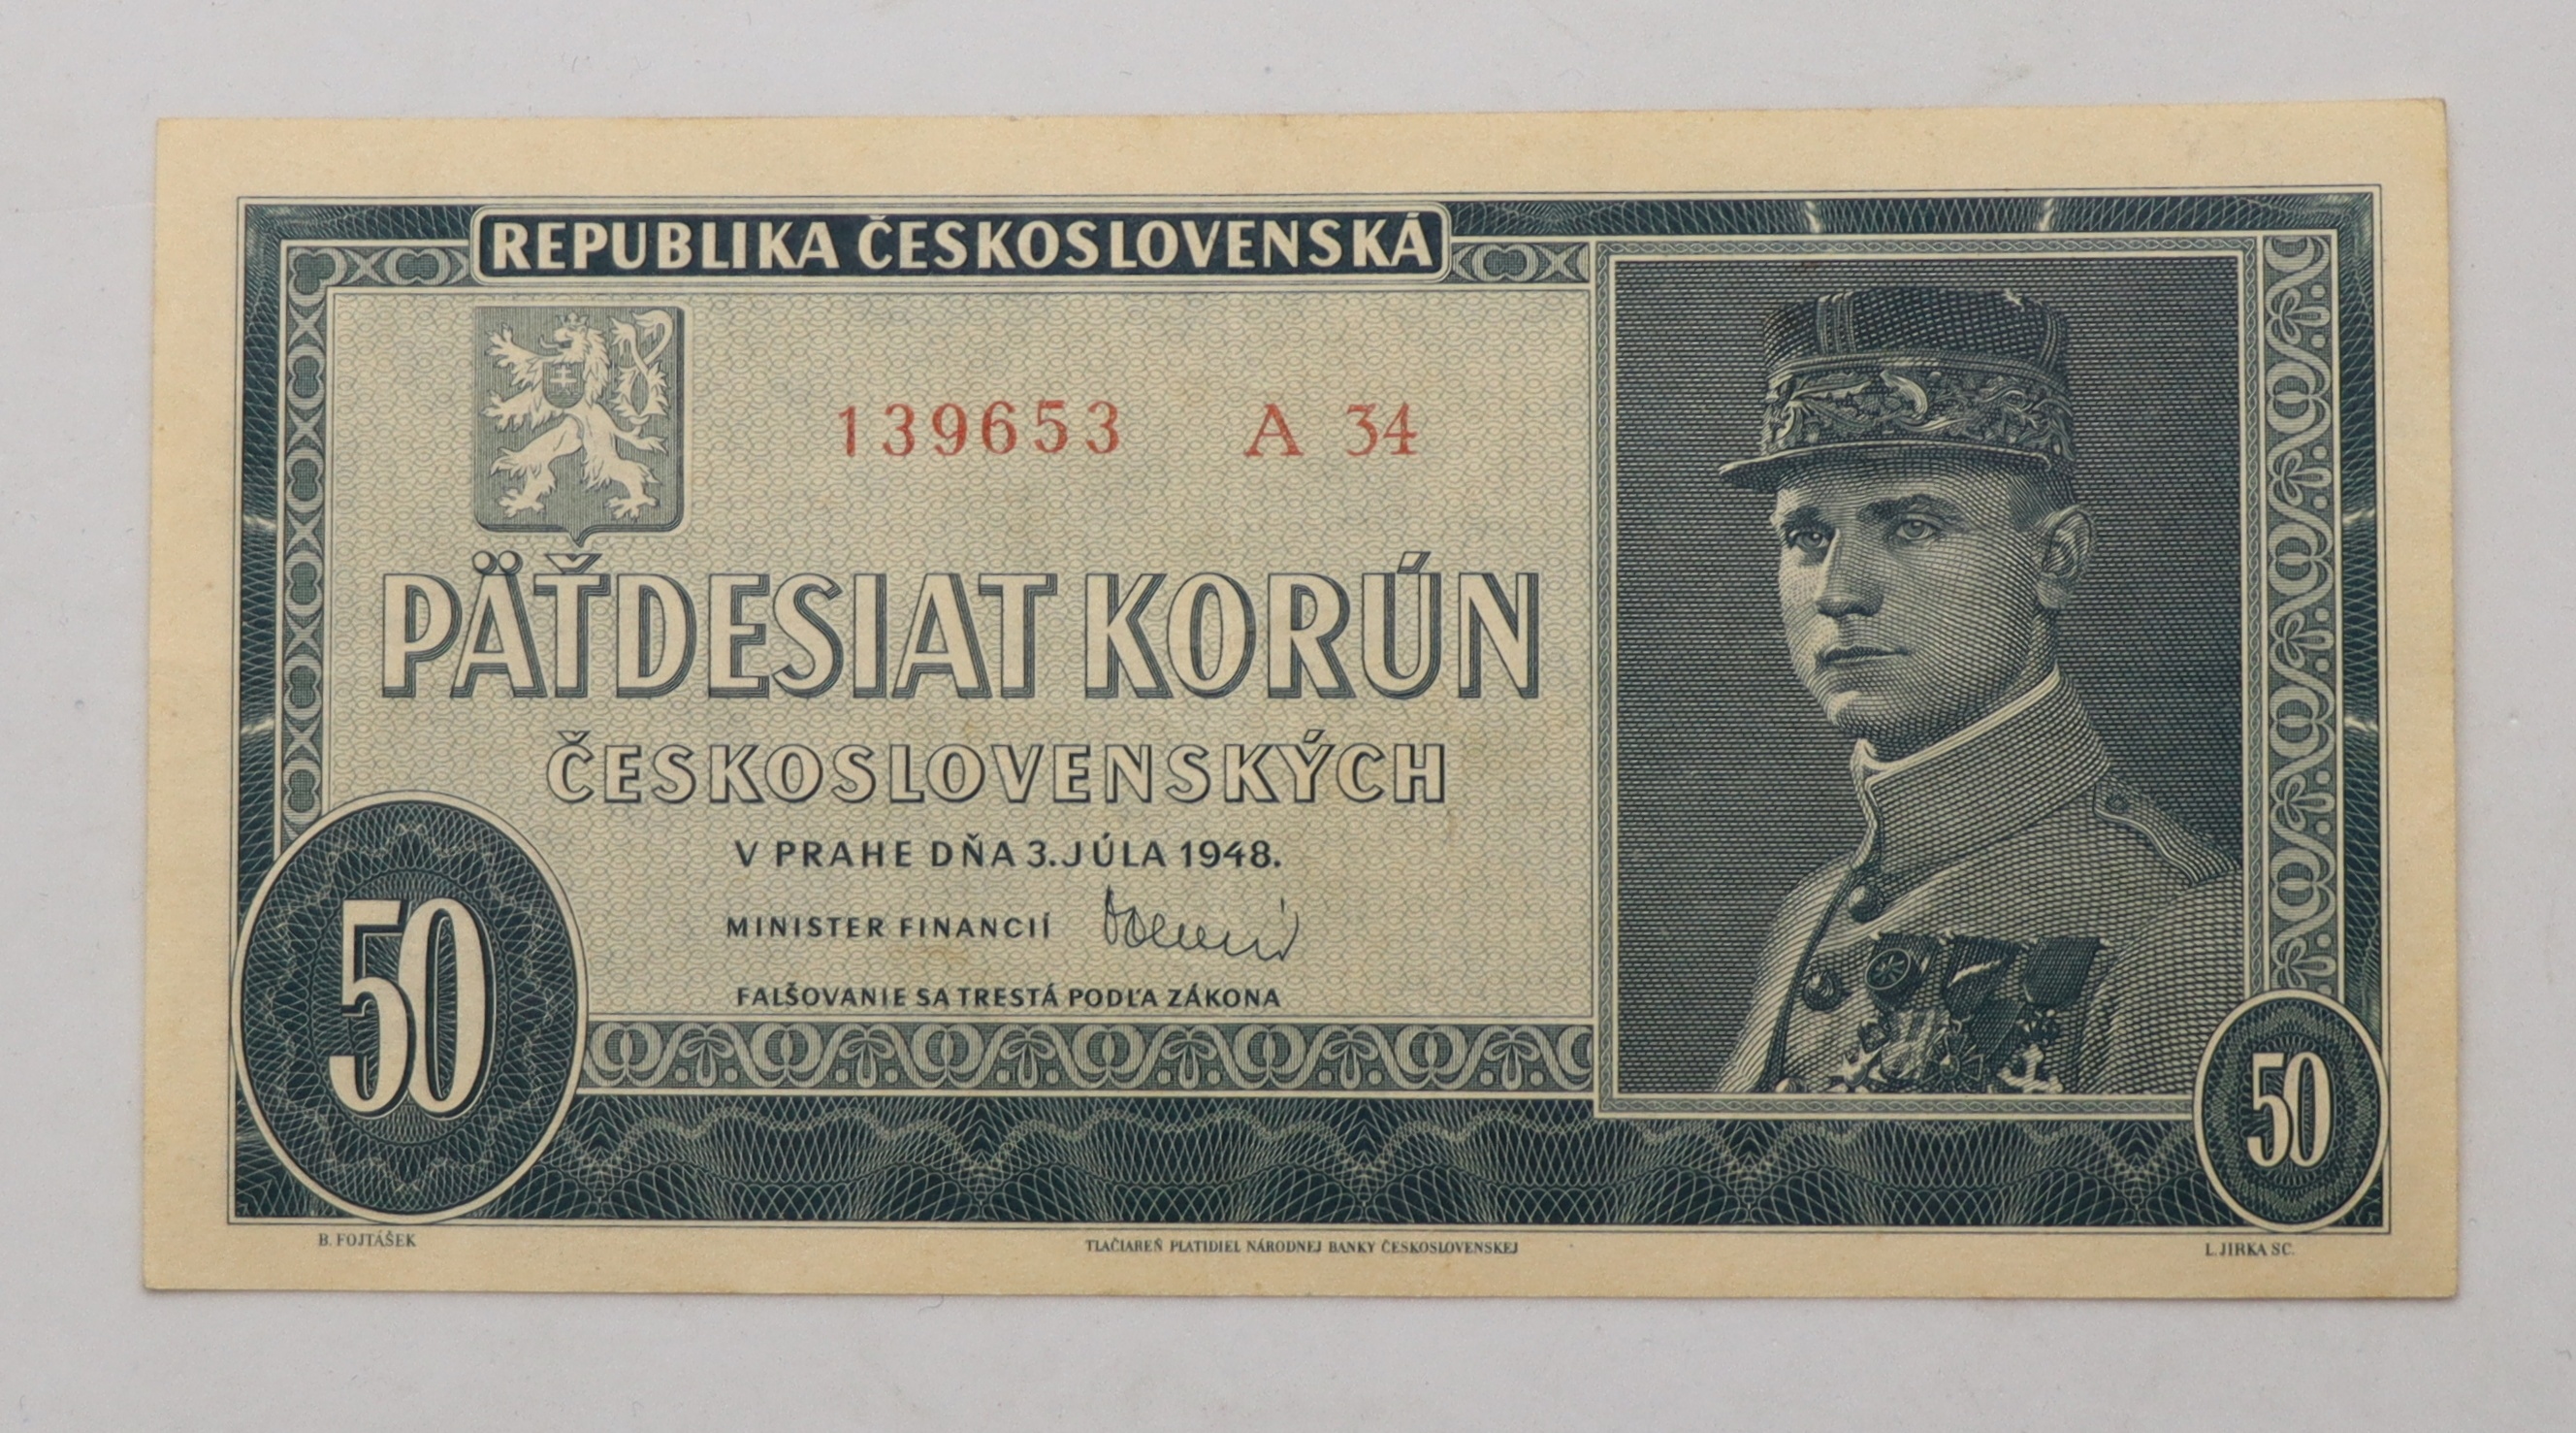 REPUBLIKA ČESKOSLOVENSKÁ
139653 A 34
PÄŤDESIAT KORÚN
ČESKOSLOVENSKÝCH
V PRAHE DŇA 3. JÚLA 1948.
MINISTER FINANCIÍ
FALŠOVANIE SA TRESTÁ PODĽA ZÁKONA
50
50
B. FOJTÁŠEK
TLAČIAREŇ PLATIDIEL NÁRODNEJ BANKY ČESKOSLOVENSKEJ
L. JIRKA SC.